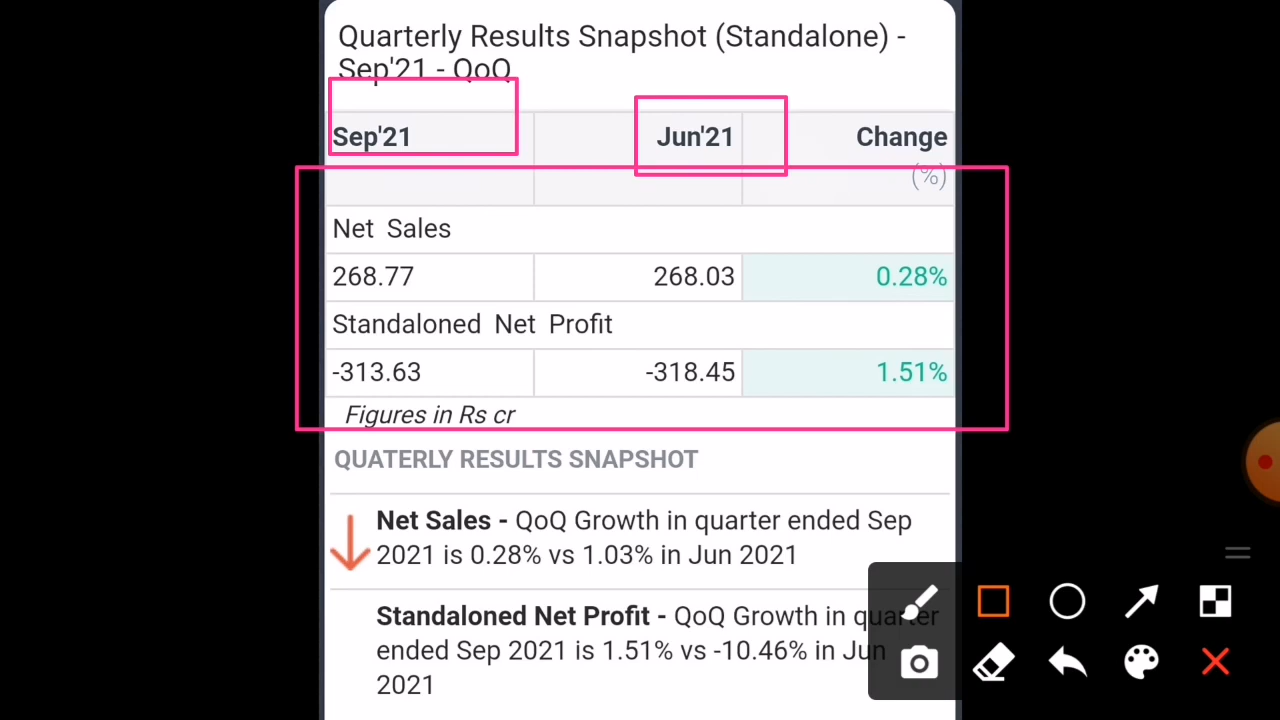 Quarterly Results Snapshot (Standalone) -
Sep'21 - QoQ
Sep'21 Jun'21 Change
(%)
Net Sales
268.77 268.03 0.28%
Standaloned Net Profit
-313.63 -318.45 1.51%
Figures in Rs cr
QUATERLY RESULTS SNAPSHOT
Net Sales - QoQ Growth in quarter ended Sep
2021 is 0.28% vs 1.03% in Jun 2021
Standaloned Net Profit - QoQ Growth in quarter
ended Sep 2021 is 1.51% vs -10.46% in Jun
2021